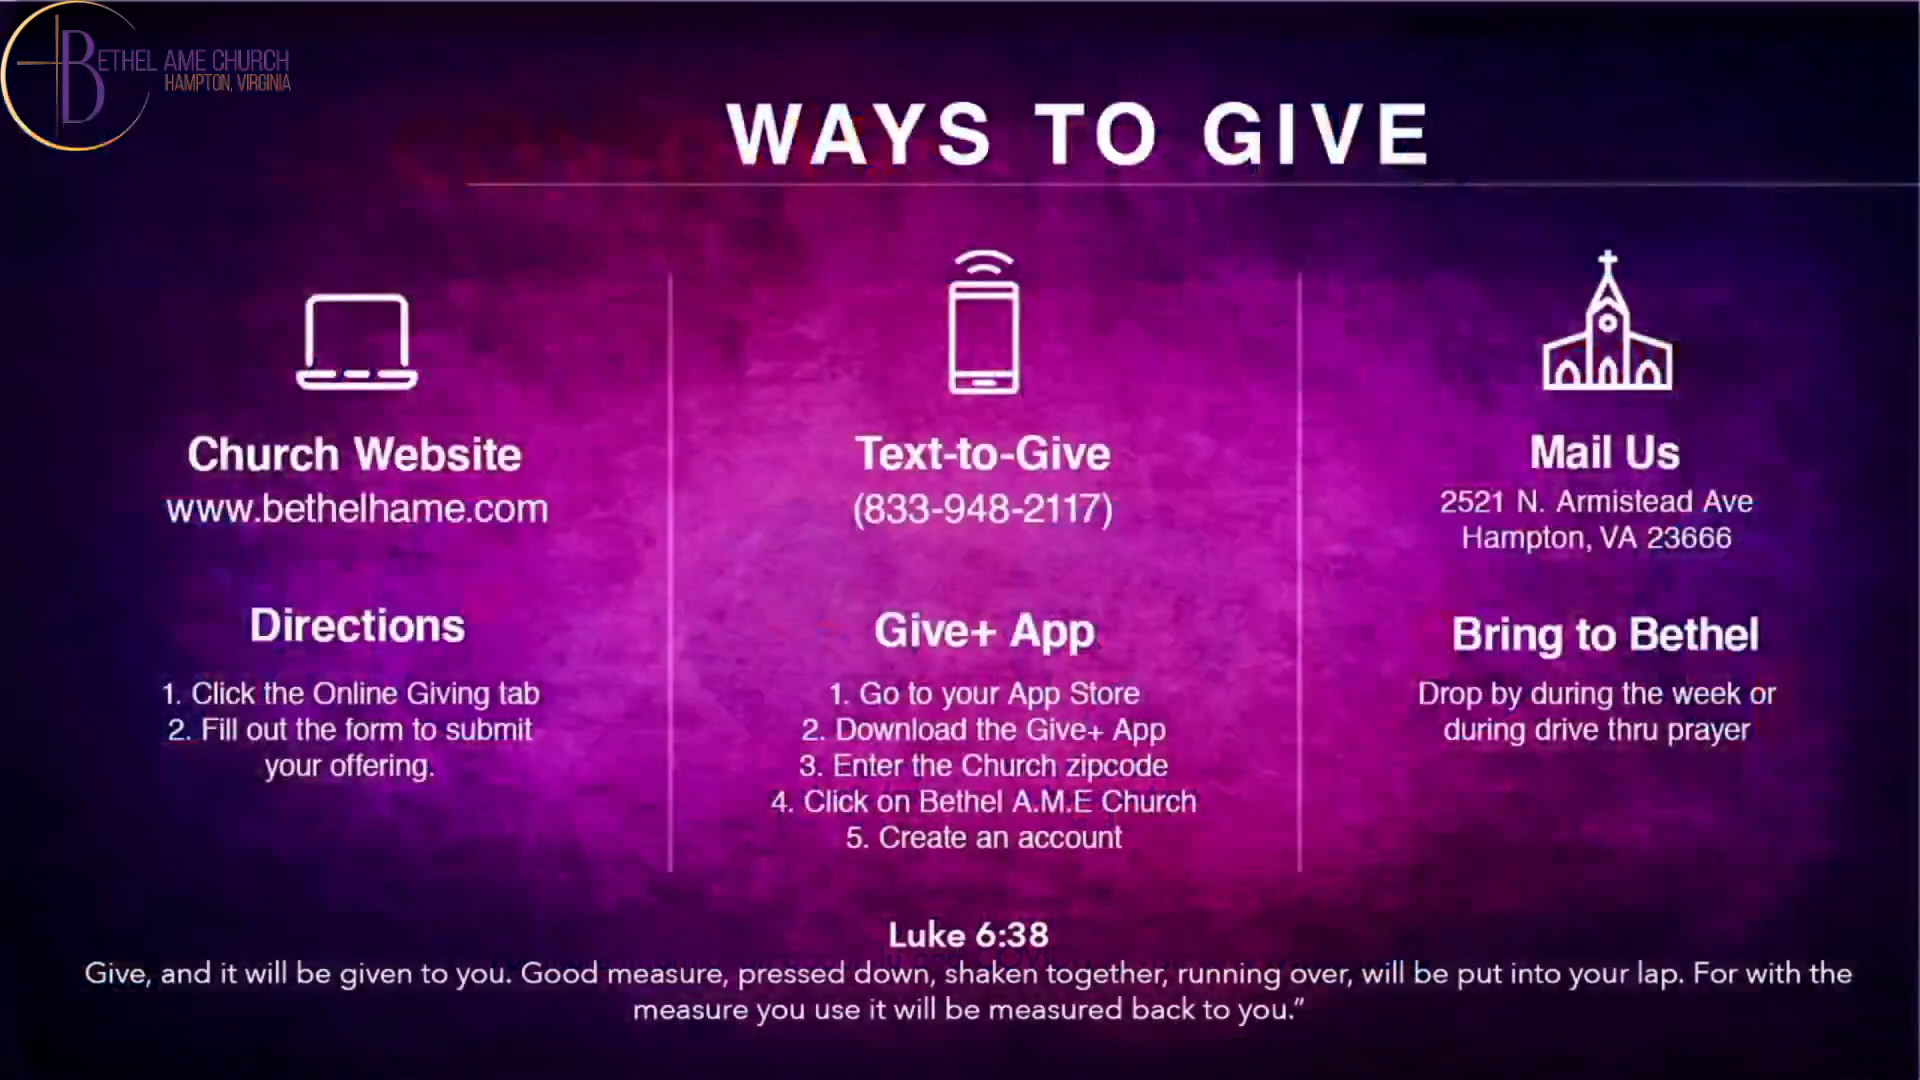 BETHEL AME CHURCH
HAMPTON, VIRGINIA
WAYS TO GIVE
Church Website
www.bethelhame.com
Directions
1. Click the Online Giving tab
2. Fill out the form to submit
your offering.
Text-to-Give
(833-948-2117)
Give+ App
1. Go to your App Store
2. Download the Give+ App
3. Enter the Church zipcode
4. Click on Bethel A.M.E Church
5. Create an account
Mail Us
2521 N. Armistead Ave
Hampton, VA 23666
Bring to Bethel
Drop by during the week or
during drive thru prayer
Luke 6:38
Give, and it will be given to you. Good measure, pressed down, shaken together, running over, will be put into your lap. For with the
measure you use it will be measured back to you.”